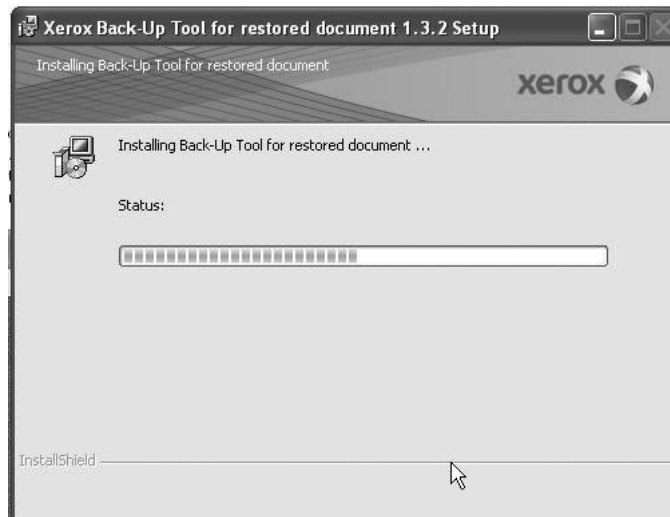 Xerox Back-Up Tool for restored document 1.3.2 Setup
Installing Back-Up Tool for restored document
xerox
Installing Back-Up Tool for restored document ...
Status:
InstallShield